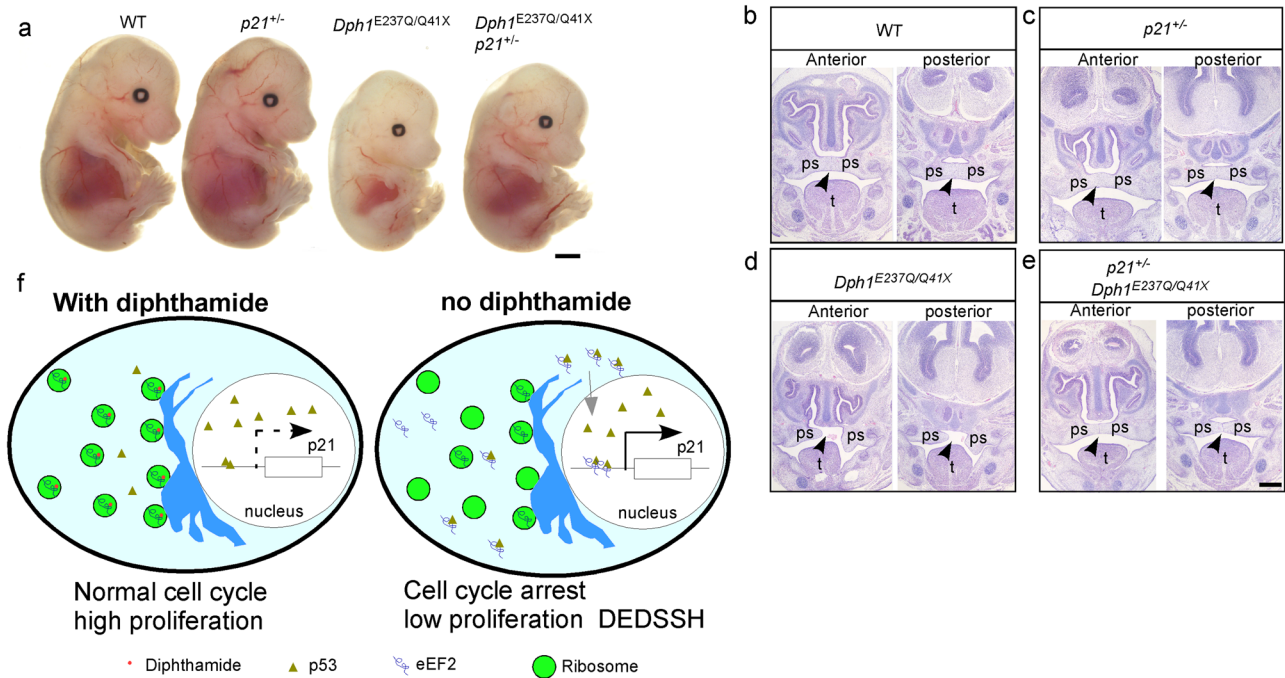 a
WT
p21+/-
Dph1E237Q/Q41X
Dph1E237Q/Q41X
p21+/-
b
WT
Anterior
posterior
ps
ps
t
ps
ps
t
c
p21+/-
Anterior
posterior
ps
ps
t
ps
ps
t
d
Dph1E237Q/Q41X
Anterior
posterior
ps
ps
t
ps
ps
t
e
p21+/-
Dph1E237Q/Q41X
Anterior
posterior
ps
ps
t
ps
ps
t
f
With diphthamide
p21
nucleus
Normal cell cycle
high proliferation
no diphthamide
p21
nucleus
Cell cycle arrest
low proliferation DEDSSH
Diphthamide
p53
eEF2
Ribosome